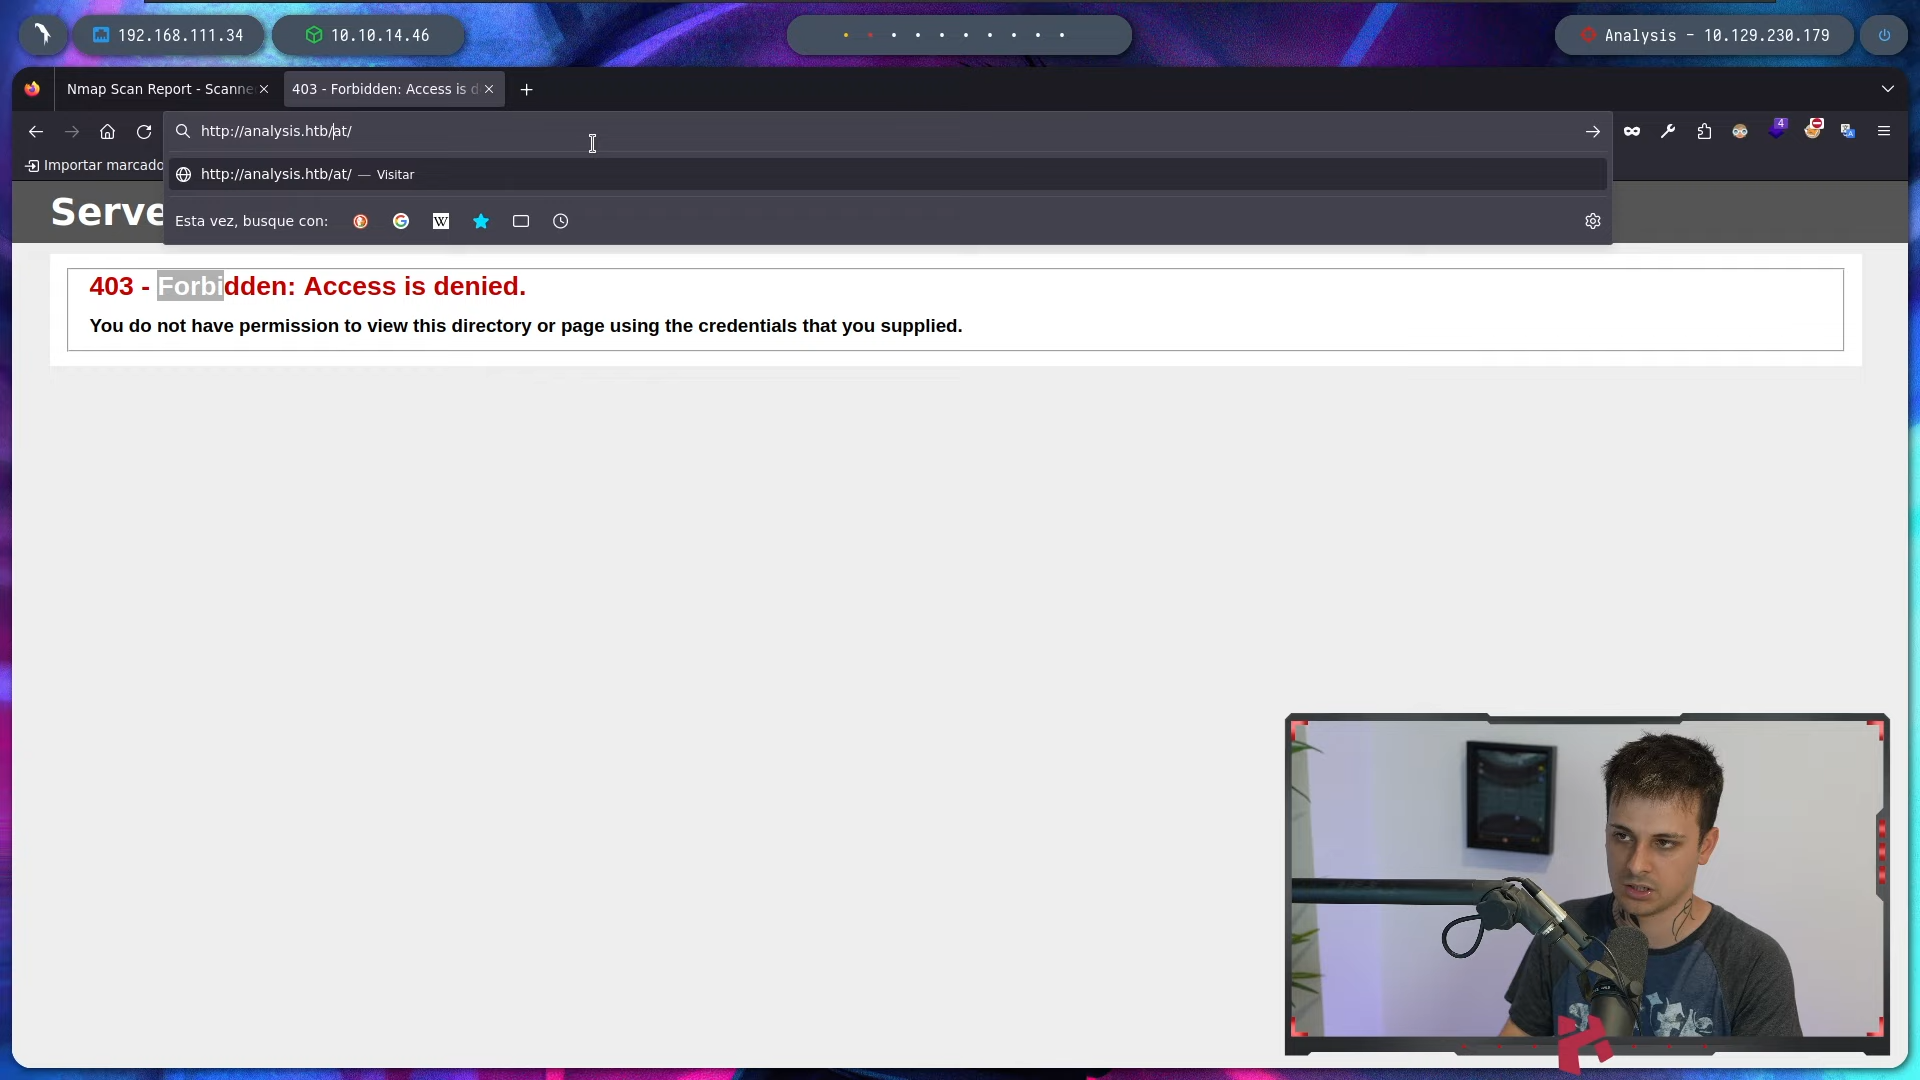 192.168.111.34
10.10.14.46
Analysis - 10.129.230.179
Nmap Scan Report - Scanne
403 - Forbidden: Access is d
http://analysis.htb/at/
4
Importar marcado
http://analysis.htb/at/ — Visitar
Serve
Esta vez, busque con:
W
403 - Forbidden: Access is denied.
You do not have permission to view this directory or page using the credentials that you supplied.